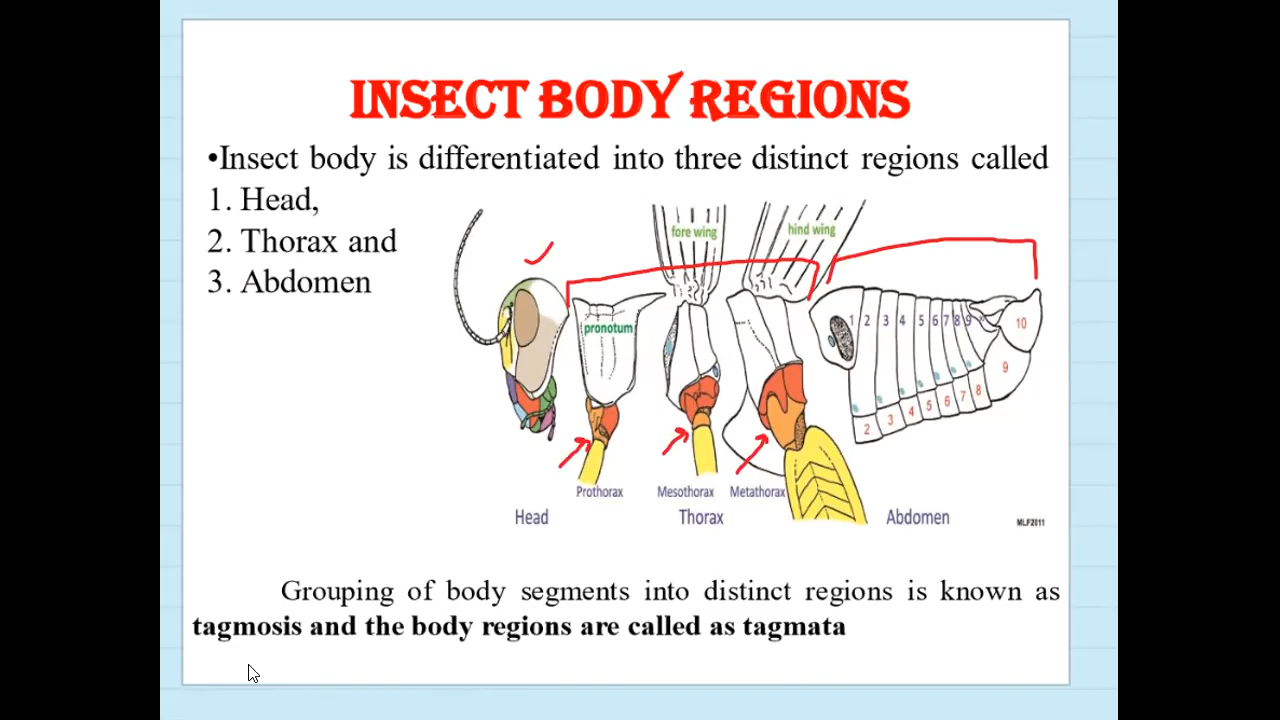 INSECT BODY REGIONS
•Insect body is differentiated into three distinct regions called
1. Head,
2. Thorax and
3. Abdomen
fore wing
hind wing
pronotum
1 2 3 4 5 6 7 8 9 10
9
2 3 4 5 6 7 8
Prothorax Mesothorax Metathorax
Head Thorax Abdomen MLF2011
Grouping of body segments into distinct regions is known as
tagmosis and the body regions are called as tagmata